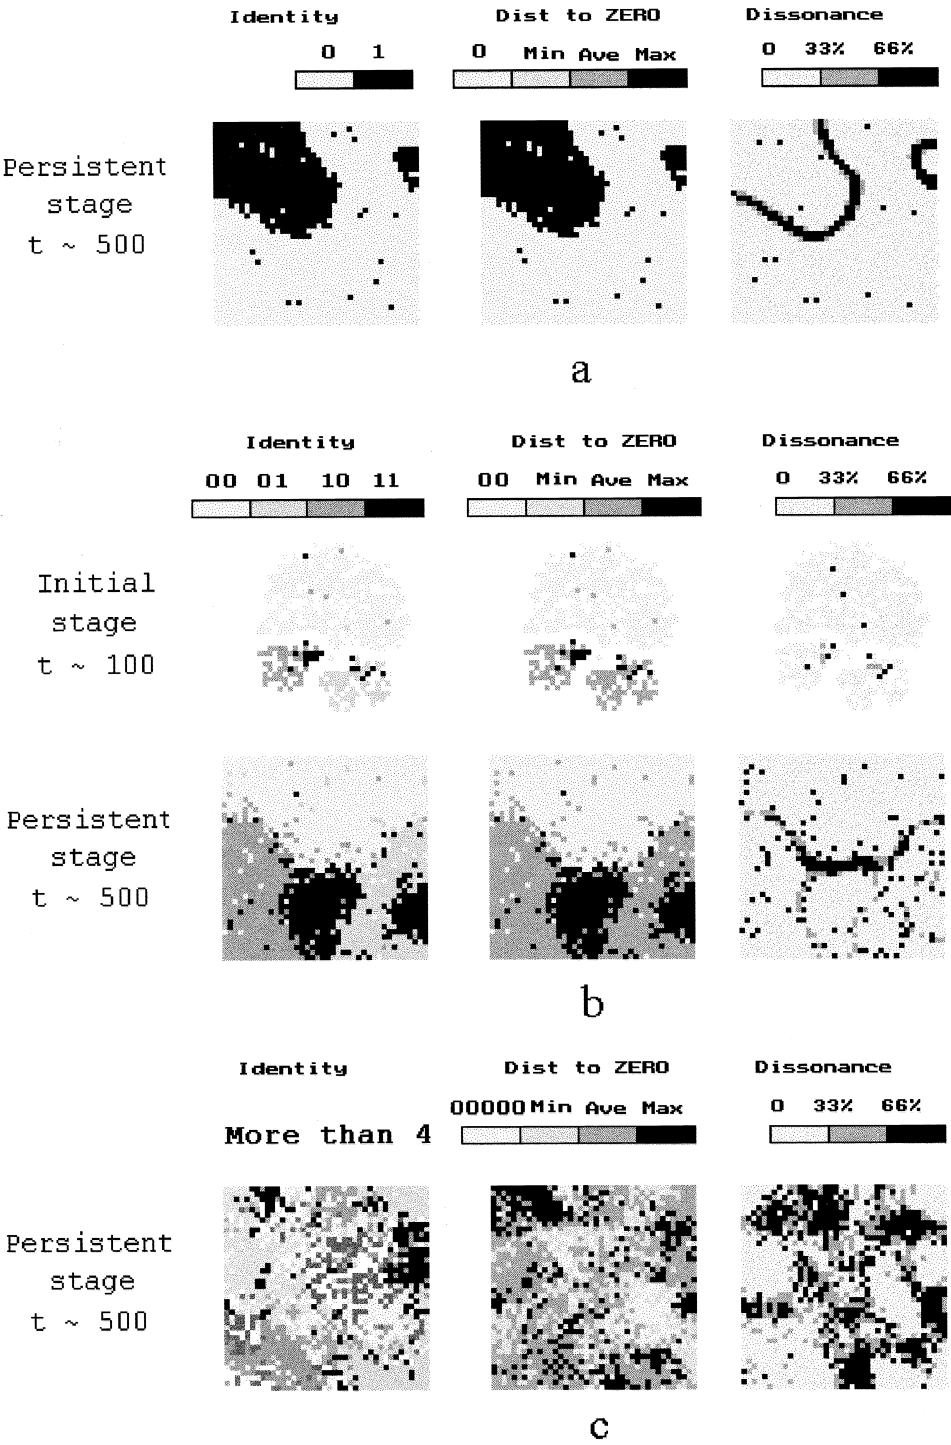 Identity Dist to ZERO Dissonance
0 1 0 Min Ave Max 0 33% 66%
Persistent
stage
t ~ 500
a
Identity Dist to ZERO Dissonance
00 01 10 11 00 Min Ave Max 0 33% 66%
Initial
stage
t ~ 100
Persistent
stage
t ~ 500
b
Identity Dist to ZERO Dissonance
00000 Min Ave Max 0 33% 66%
More than 4
Persistent
stage
t ~ 500
c